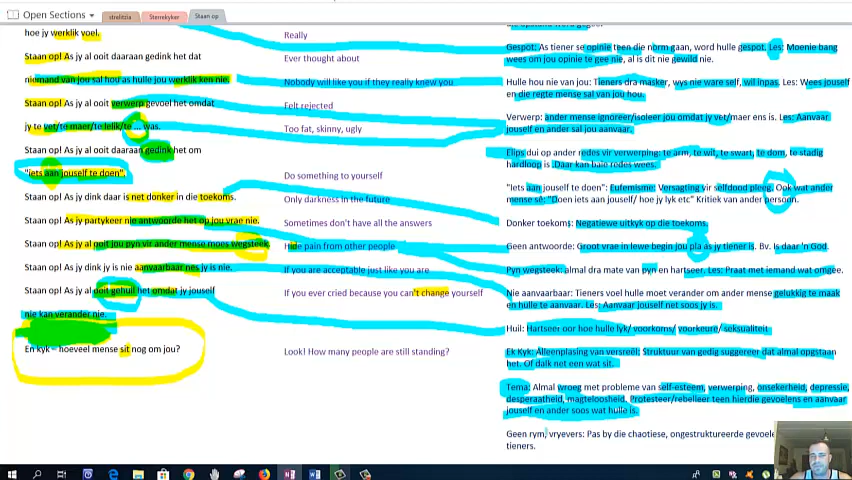 Open Sections
stralitzia
Sterrekyker
Staan op
hoe jy werklik voel.
Staan op! As jy al ooit daaraan gedink het dat
niemand van jou sal hou as hulle jou werklik ken nie.
Staan op! As jy al ooit verwerp gevoel het omdat
jy te vet/te maer/te lelik/te ... was.
Staan op! As jy al ooit daaraan gedink het om
"iets aan jouself te doen".
Staan op! As jy dink daar is net donker in die toekoms.
Staan op! As jy partykeer nie antwoorde het op jou vrae nie.
Staan op! As jy al ooit jou pyn vir ander mense moes wegsteek.
Staan op! As jy dink jy is nie aanvaarbaar nes jy is nie.
Staan op! As jy al ooit gehuil het omdat jy jouself
nie kan verander nie.
En kyk – hoeveel mense sit nog om jou?
Really
Ever thought about
Nobody will like you if they really knew you
Felt rejected
Too fat, skinny, ugly
Do something to yourself
Only darkness in the future
Sometimes don't have all the answers
Hide pain from other people
If you are acceptable just like you are
If you ever cried because you can't change yourself
Look! How many people are still standing?
Gespot: As tiener se opinie teen die norm gaan, word hulle gespot. Les: Moenie bang
wees om jou opinie te gee nie, al is dit nie gewild nie.
Hulle hou nie van jou: Tieners dra masker, wys nie ware self, wil inpas. Les: Wees jouself
en die regte mense sal van jou hou.
Verwerp: ander mense ignoreer/isoleer jou omdat jy vet/maer ens is. Les: Aanvaar
jouself en ander sal jou aanvaar.
Elips dui op ander redes vir verwerping: te arm, te wit, te swart, te dom, te stadig
hardloop is. Daar kan baie redes wees.
"Iets aan jouself te doen": Eufemisme: Versagting vir selfdood pleeg. Ook wat ander
mense sê: "Doen iets aan jouself/ hoe jy lyk etc" Kritiek van ander persoon.
Donker toekoms: Negatiewe uitkyk op die toekoms.
Geen antwoorde: Groot vrae in lewe begin jou pla as jy tiener is. Bv. Is daar 'n God.
Pyn wegsteek: almal dra mate van pyn en hartseer. Les: Praat met iemand wat omgee.
Nie aanvaarbaar: Tieners voel hulle moet verander om ander mense gelukkig te maak
en hulle te aanvaar. Les: Aanvaar jouself net soos jy is.
Huil: Hartseer oor hoe hulle lyk/ voorkoms/ voorkeure/ seksualiteit
Ek Kyk: Alleenplasing van versreël: Struktuur van gedig suggereer dat almal opgstaan
het. Of dalk net een wat sit.
Tema: Almal wroeg met probleme van self-esteem, verwerping, onsekerheid, depressie,
desperaatheid, magteloosheid. Protesteer/rebelleer teen hierdie gevoelens en aanvaar
jouself en ander soos wat hulle is.
Geen rym, vryevers: Pas by die chaotiese, ongestruktureerde
tieners.